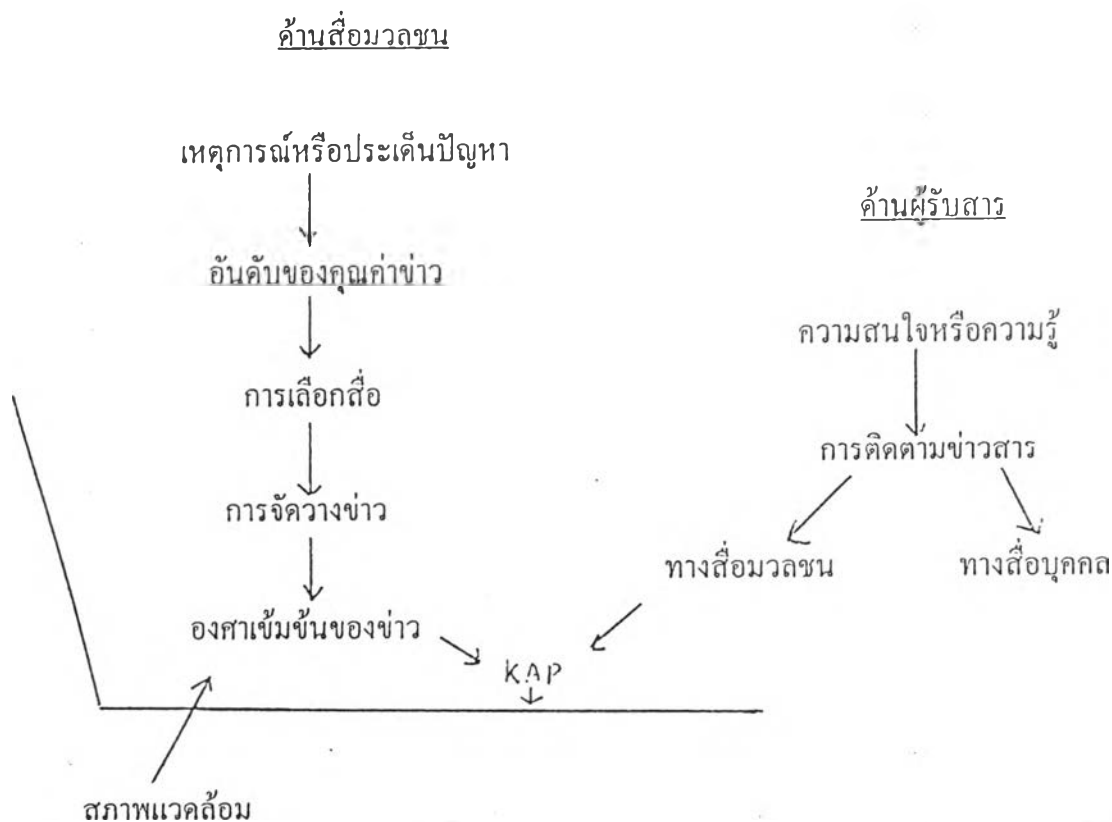 ด้านสื่อมวลชน
เหตุการณ์หรือประเด็นปัญหา
ด้านผู้รับสาร
อันดับของคุณค่าข่าว
ความสนใจหรือความรู้
การเลือกสื่อ
การติดตามข่าวสาร
การจัดวางข่าว
ทางสื่อมวลชน
ทางสื่อบุคคล
องศาเข้มข้นของข่าว
KAP
สภาพแวดล้อม